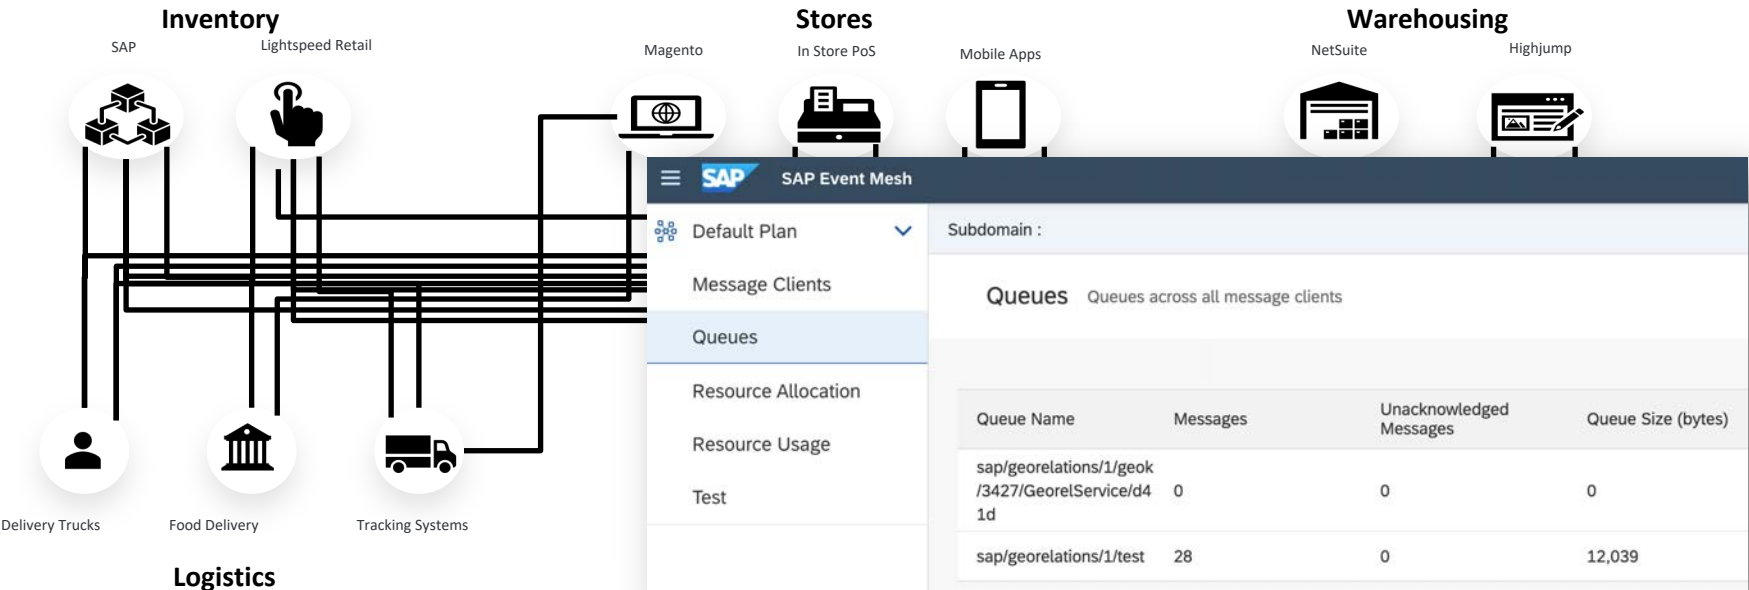 Inventory
Stores
Warehousing
SAP
Lightspeed Retail
Magento
In Store PoS
Mobile Apps
NetSuite
Highjump
SAP
SAP Event Mesh
Default Plan
Message Clients
Queues
Resource Allocation
Resource Usage
Test
Subdomain :
Queues Queues across all message clients
Queue Name Messages Unacknowledged
Messages Queue Size (bytes)
sap/georelations/1/geok
/3427/GeorelService/d4 0 0 0
1d
sap/georelations/1/test 28 0 12,039
Delivery Trucks
Food Delivery
Tracking Systems
Logistics